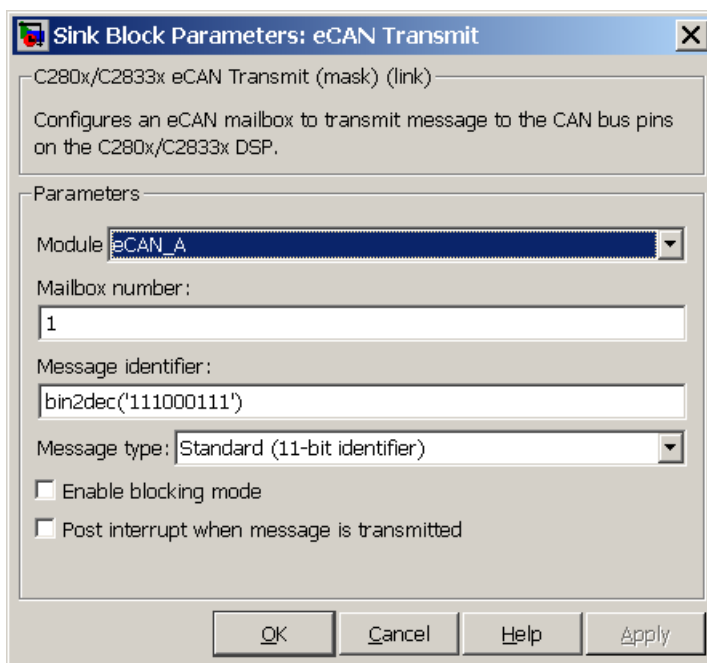 Sink Block Parameters: eCAN Transmit
C280x/C2833x eCAN Transmit (mask) (link)
Configures an eCAN mailbox to transmit message to the CAN bus pins
on the C280x/C2833x DSP.
Parameters
Module eCAN_A
Mailbox number:
1
Message identifier:
bin2dec('111000111')
Message type: Standard (11-bit identifier)
Enable blocking mode
Post interrupt when message is transmitted
OK Cancel Help Apply